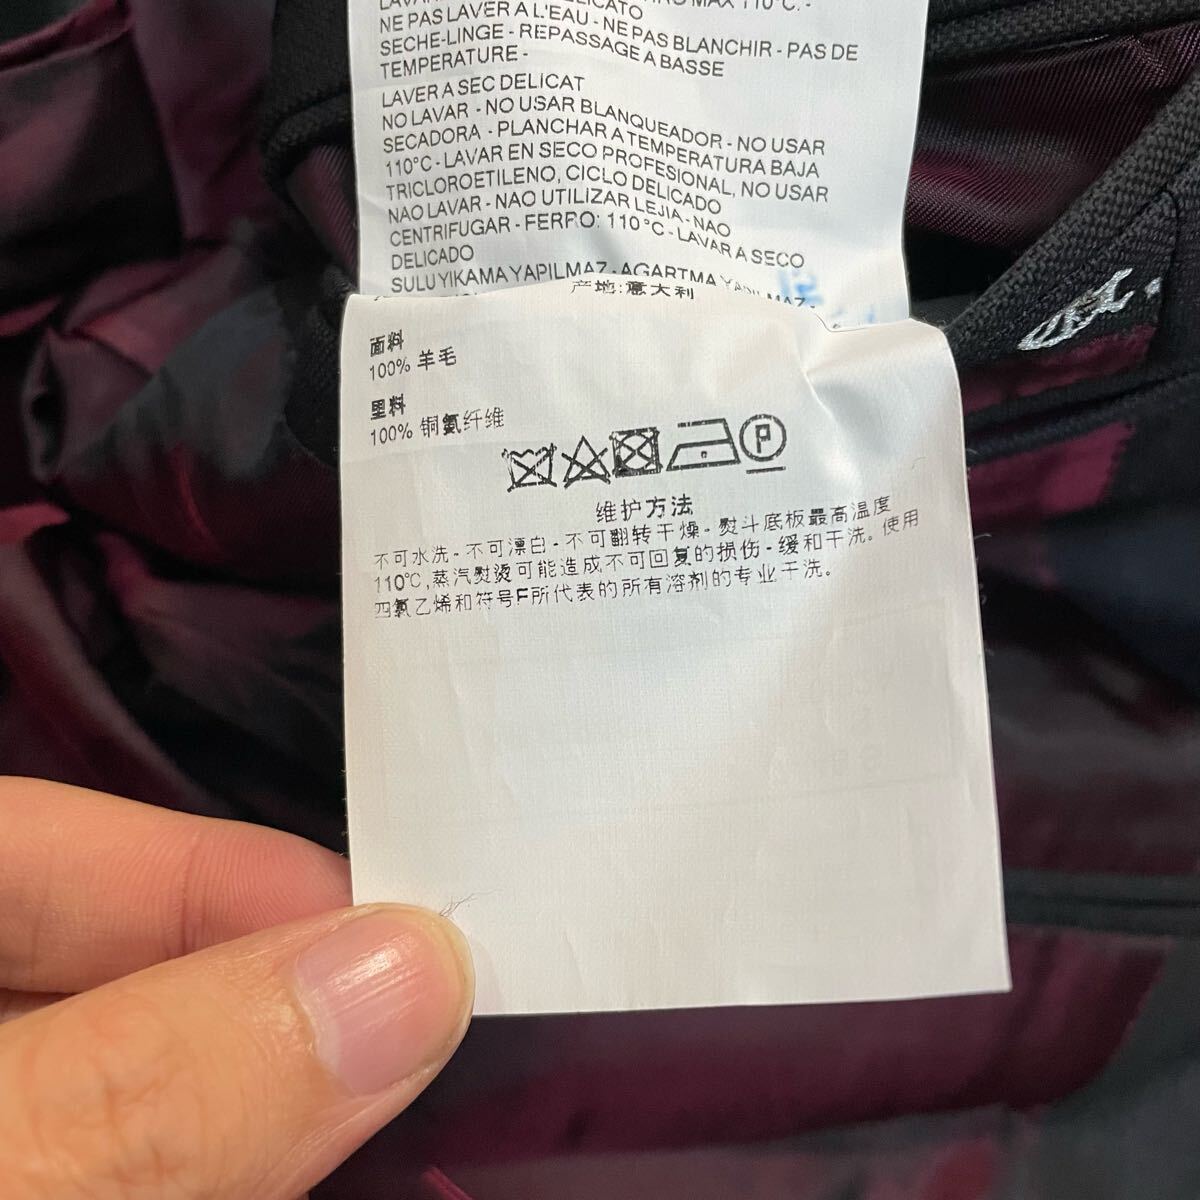 MAX 110°C. -
NE PAS LAVER A L'EAU - NE PAS BLANCHIR - PAS DE
SECHE-LINGE - REPASSAGE A BASSE
TEMPERATURE -
LAVER A SEC DELICAT
NO LAVAR - NO USAR BLANQUEADOR - NO USAR
SECADORA - PLANCHAR A TEMPERATURA BAJA
110°C - LAVAR EN SECO PROFESIONAL, NO USAR
TRICLOROETILENO, CICLO DELICADO
NAO LAVAR - NAO UTILIZAR LEJIA - NAO
CENTRIFUGAR - FERRO: 110°C - LAVAR A SECO
DELICADO
SULU YIKAMA YAPILMAZ - AGARTMA YAPILMAZ -
产地:意大利
面料
100% 羊毛
里料
100% 铜氨纤维
P
维护方法
不可水洗 - 不可漂白 - 不可翻转干燥 - 熨斗底板最高温度
110℃,蒸汽熨烫可能造成不可回复的损伤 - 缓和干洗。使用
四氯乙烯和符号F所代表的所有溶剂的专业干洗。